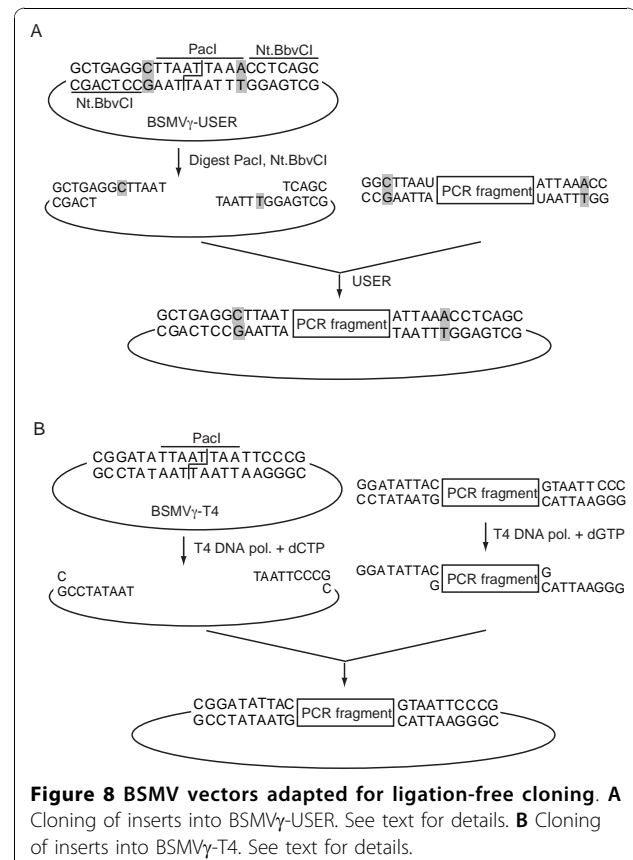 A
PacI
Nt.BbvCI
GCTGAGGCTTAAT TAAACCTCAGC
CGACTCCGAATTAATTTGGAGTCG
Nt.BbvCI
BSMVγ-USER
Digest PacI, Nt.BbvCI
GCTGAGGCTTAAT TCAGC
CGACT TAATTTGGAGTCG
GGCTTAAU PCR fragment ATTAAACC
CCGAATTA UAATTTGG
USER
GCTGAGGCTTAAT PCR fragment ATTAAACCTCAGC
CGACTCCGAATTA TAATTTGGAGTCG
B
PacI
CGGATATTAAT TAATTCCCG
GCCTATAATTAATTAAGGGC
BSMVγ-T4
GGATATTAC PCR fragment GTAATTCCC
CCTATAATG CATTAAGGG
T4 DNA pol. + dCTP
T4 DNA pol. + dGTP
C TAATTCCCG
GCCTATAAT C
GGATATTAC PCR fragment G
G CATTAAGGG
CGGATATTAC PCR fragment GTAATTCCCG
GCCTATAATG CATTAAGGGC
Figure 8 BSMV vectors adapted for ligation-free cloning. A
Cloning of inserts into BSMVγ-USER. See text for details. B Cloning
of inserts into BSMVγ-T4. See text for details.